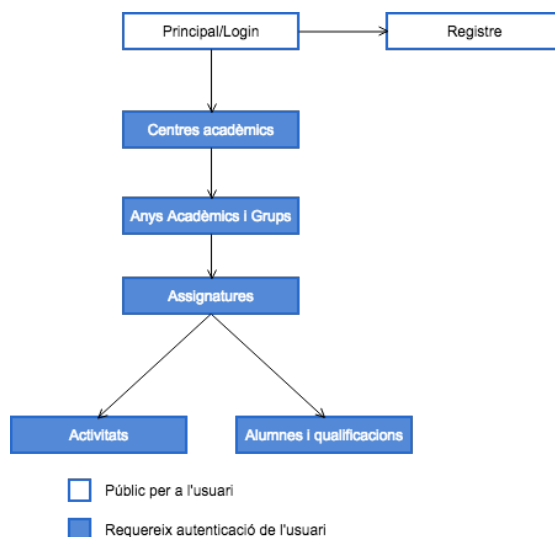 Principal/Login
Registre
Centres acadèmics
Anys Acadèmics i Grups
Assignatures
Activitats
Alumnes i qualificacions
Públic per a l'usuari
Requereix autenticació de l'usuari